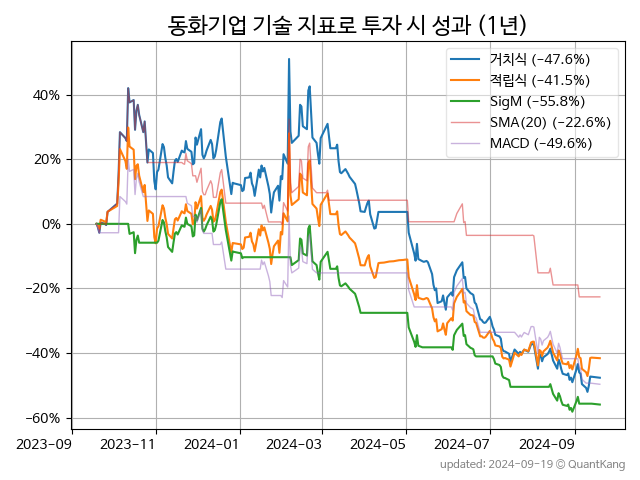 동화기업 기술 지표로 투자 시 성과 (1년)
거치식 (−47.6%)
적립식 (−41.5%)
SigM (−55.8%)
SMA(20) (−22.6%)
MACD (−49.6%)
40%
20%
0%
−20%
−40%
−60%
2023-09 2023-11 2024-01 2024-03 2024-05 2024-07 2024-09
updated: 2024-09-19 © QuantKang